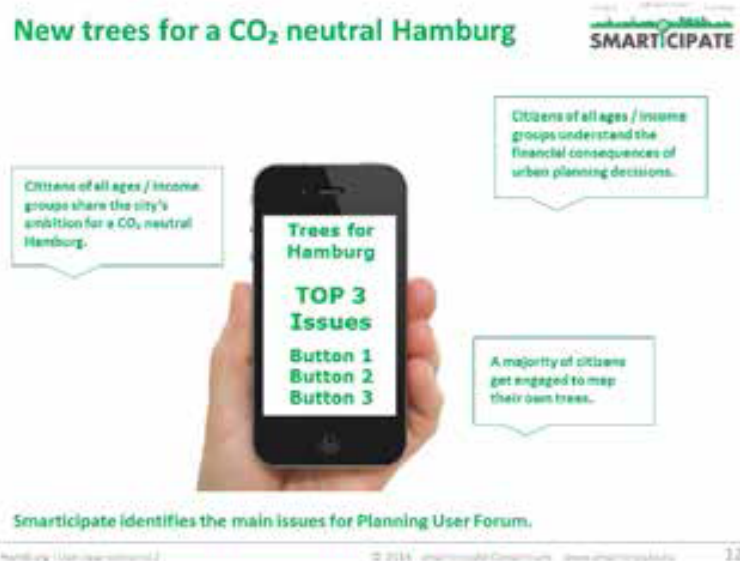 New trees for a CO₂ neutral Hamburg
SMARTICIPATE
Citizens of all ages / income
groups understand the
financial consequences of
urban planning decisions.
Citizens of all ages / income
groups share the city's
ambition for a CO₂ neutral
Hamburg.
Trees for
Hamburg
TOP 3
Issues
Button 1
Button 2
Button 3
A majority of citizens
get engaged to map
their own trees.
Smarticipate identifies the main issues for Planning User Forum.
12